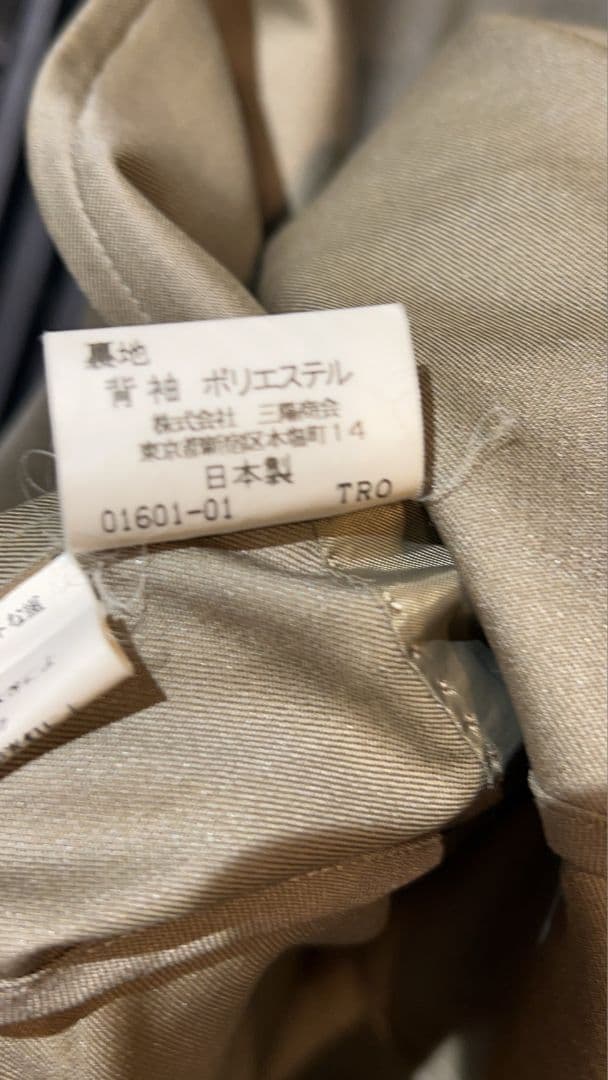 裏地
背 袖 ポリエステル
株式会社 三陽商会
東京都新宿区本塩町14
日本製
01601-01 TRO